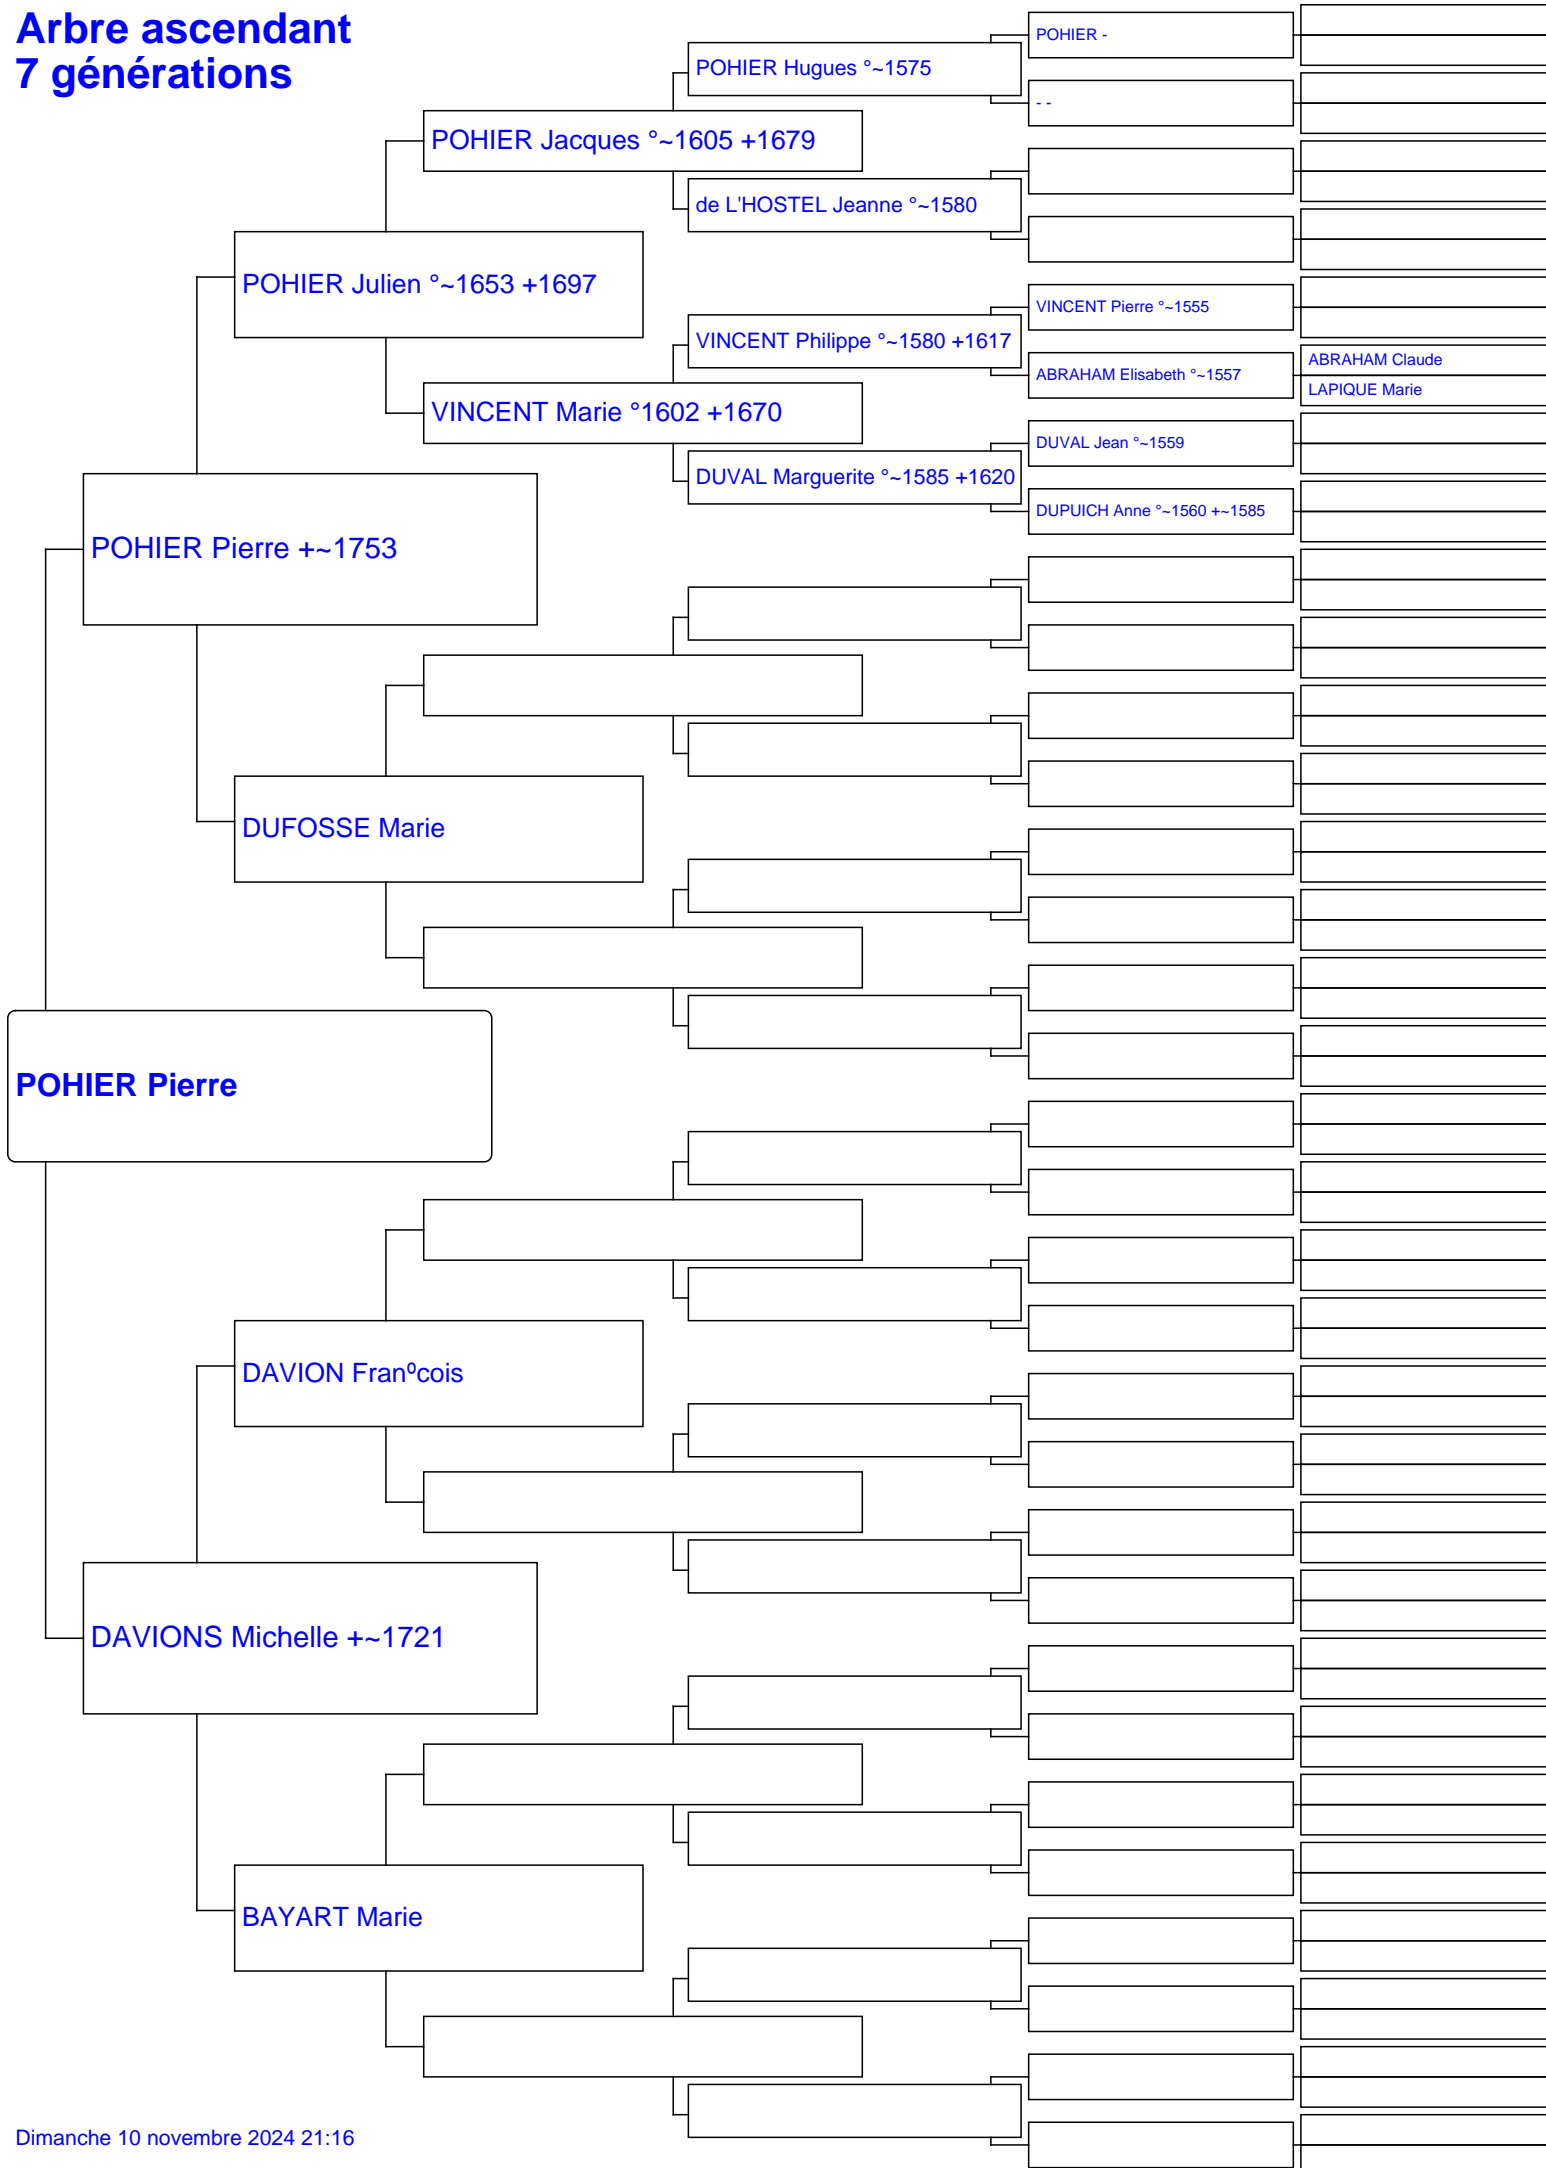 Arbre ascendant
7 générations
POHIER -
POHIER Hugues °~1575
- -
POHIER Jacques °~1605 +1679
de L'HOSTEL Jeanne °~1580
POHIER Julien °~1653 +1697
VINCENT Pierre °~1555
VINCENT Philippe °~1580 +1617
ABRAHAM Claude
ABRAHAM Elisabeth °~1557
LAPIQUE Marie
VINCENT Marie °1602 +1670
DUVAL Jean °~1559
DUVAL Marguerite °~1585 +1620
DUPUICH Anne °~1560 +~1585
POHIER Pierre +~1753
DUFOSSE Marie
POHIER Pierre
DAVION Franºcois
DAVIONS Michelle +~1721
BAYART Marie
Dimanche 10 novembre 2024 21:16